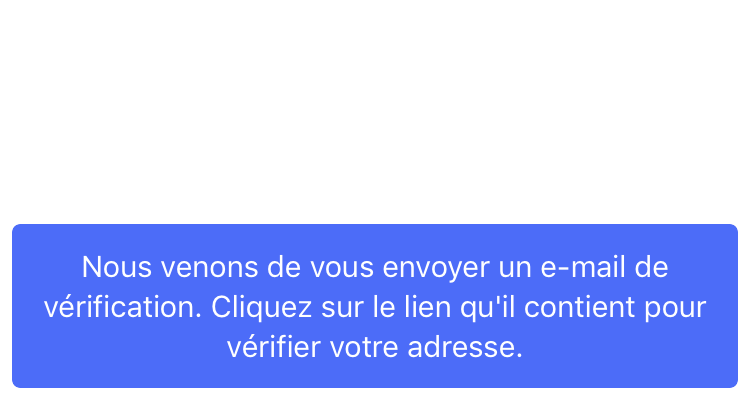 Nous venons de vous envoyer un e-mail de
vérification. Cliquez sur le lien qu'il contient pour
vérifier votre adresse.